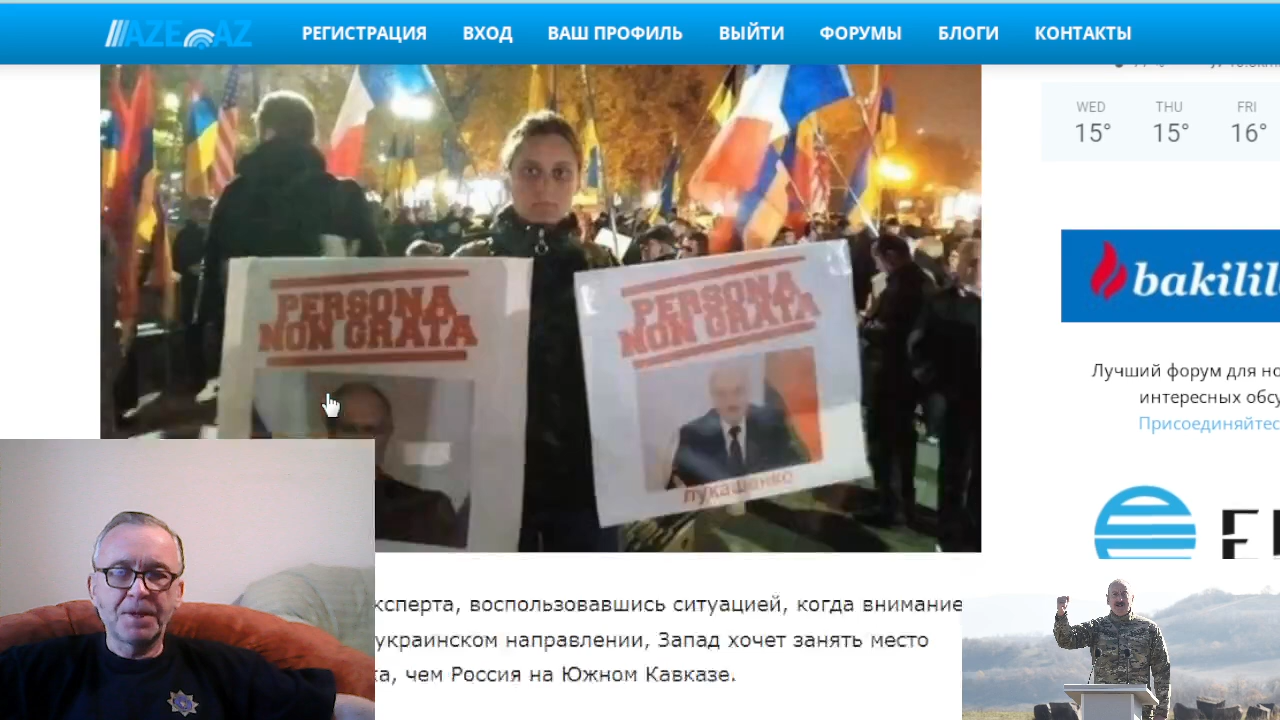 AZE.AZ
РЕГИСТРАЦИЯ ВХОД ВАШ ПРОФИЛЬ ВЫЙТИ ФОРУМЫ БЛОГИ КОНТАКТЫ
WED THU FRI
15° 15° 16°
PERSONA
NON GRATA
PERSONA
NON GRATA
Лукашенко
bakilil
Лучший форум для
интересных
Присоединяйтес
ксперта, воспользовавшись ситуацией, когда внимание
украинском направлении, Запад хочет занять место
ка, чем Россия на Южном Кавказе.